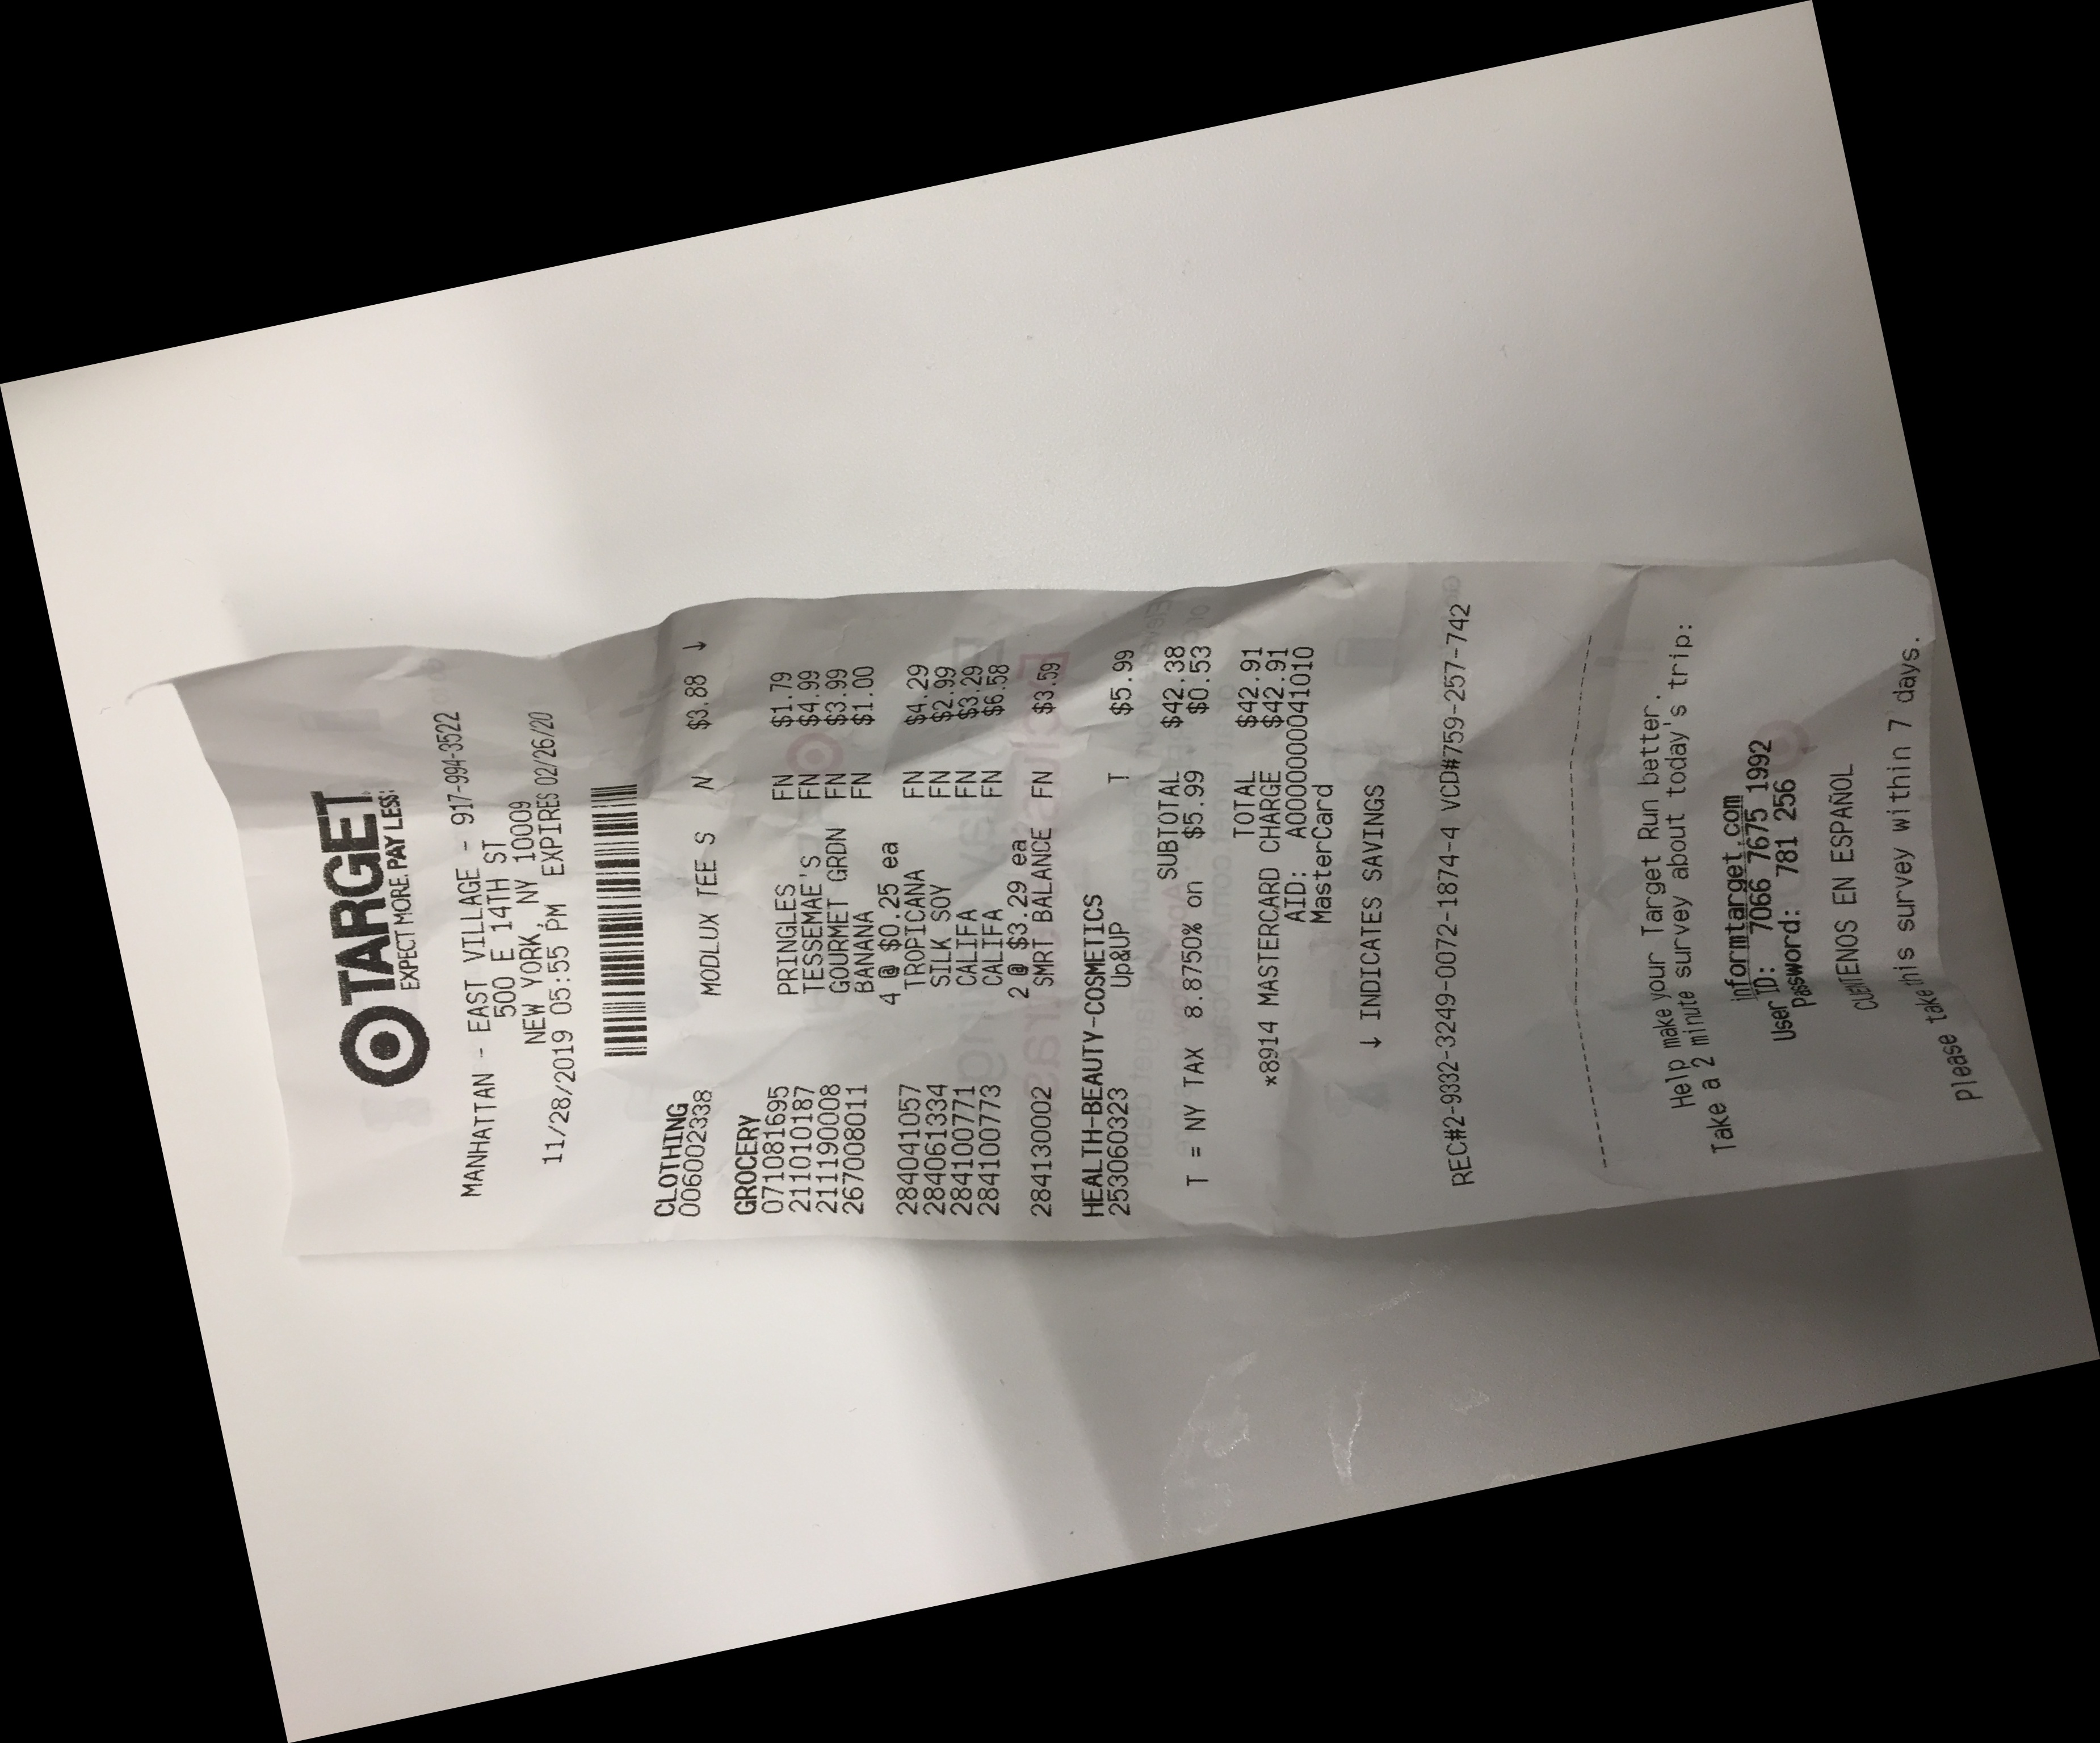 TARGET
EXPECT MORE. PAY LESS.
MANHATTAN - EAST VILLAGE - 917-994-3522
500 E 14TH ST
NEW YORK, NY 10009
11/28/2019 05:55 PM EXPIRES 02/26/20
CLOTHING
006002338 MODLUX TEE S N $3.88 ↓
GROCERY
071081695 PRINGLES FN $1.79
211010187 TESSEMAE'S FN $4.99
211190008 GOURMET GRDN FN $3.99
267008011 BANANA FN $1.00
4 @ $0.25 ea
284041057 TROPICANA FN $4.29
284061334 SILK SOY FN $2.99
284100771 CALIFA FN $3.29
284100773 CALIFA FN $6.58
2 @ $3.29 ea
284130002 SMRT BALANCE FN $3.59
HEALTH-BEAUTY-COSMETICS
253060323 Up&UP T $5.99
SUBTOTAL $42.38
T = NY TAX 8.8750% on $5.99 $0.53
TOTAL $42.91
*8914 MASTERCARD CHARGE $42.91
AID: A0000000041010
MasterCard
↓ INDICATES SAVINGS
REC#2-9332-3249-0072-1874-4 VCD#759-257-742
Help make your Target Run better.
Take a 2 minute survey about today's trip:
informtarget.com
User ID: 7066 7675 1992
Password: 781 256
CUÉNTENOS EN ESPAÑOL
Please take this survey within 7 days.